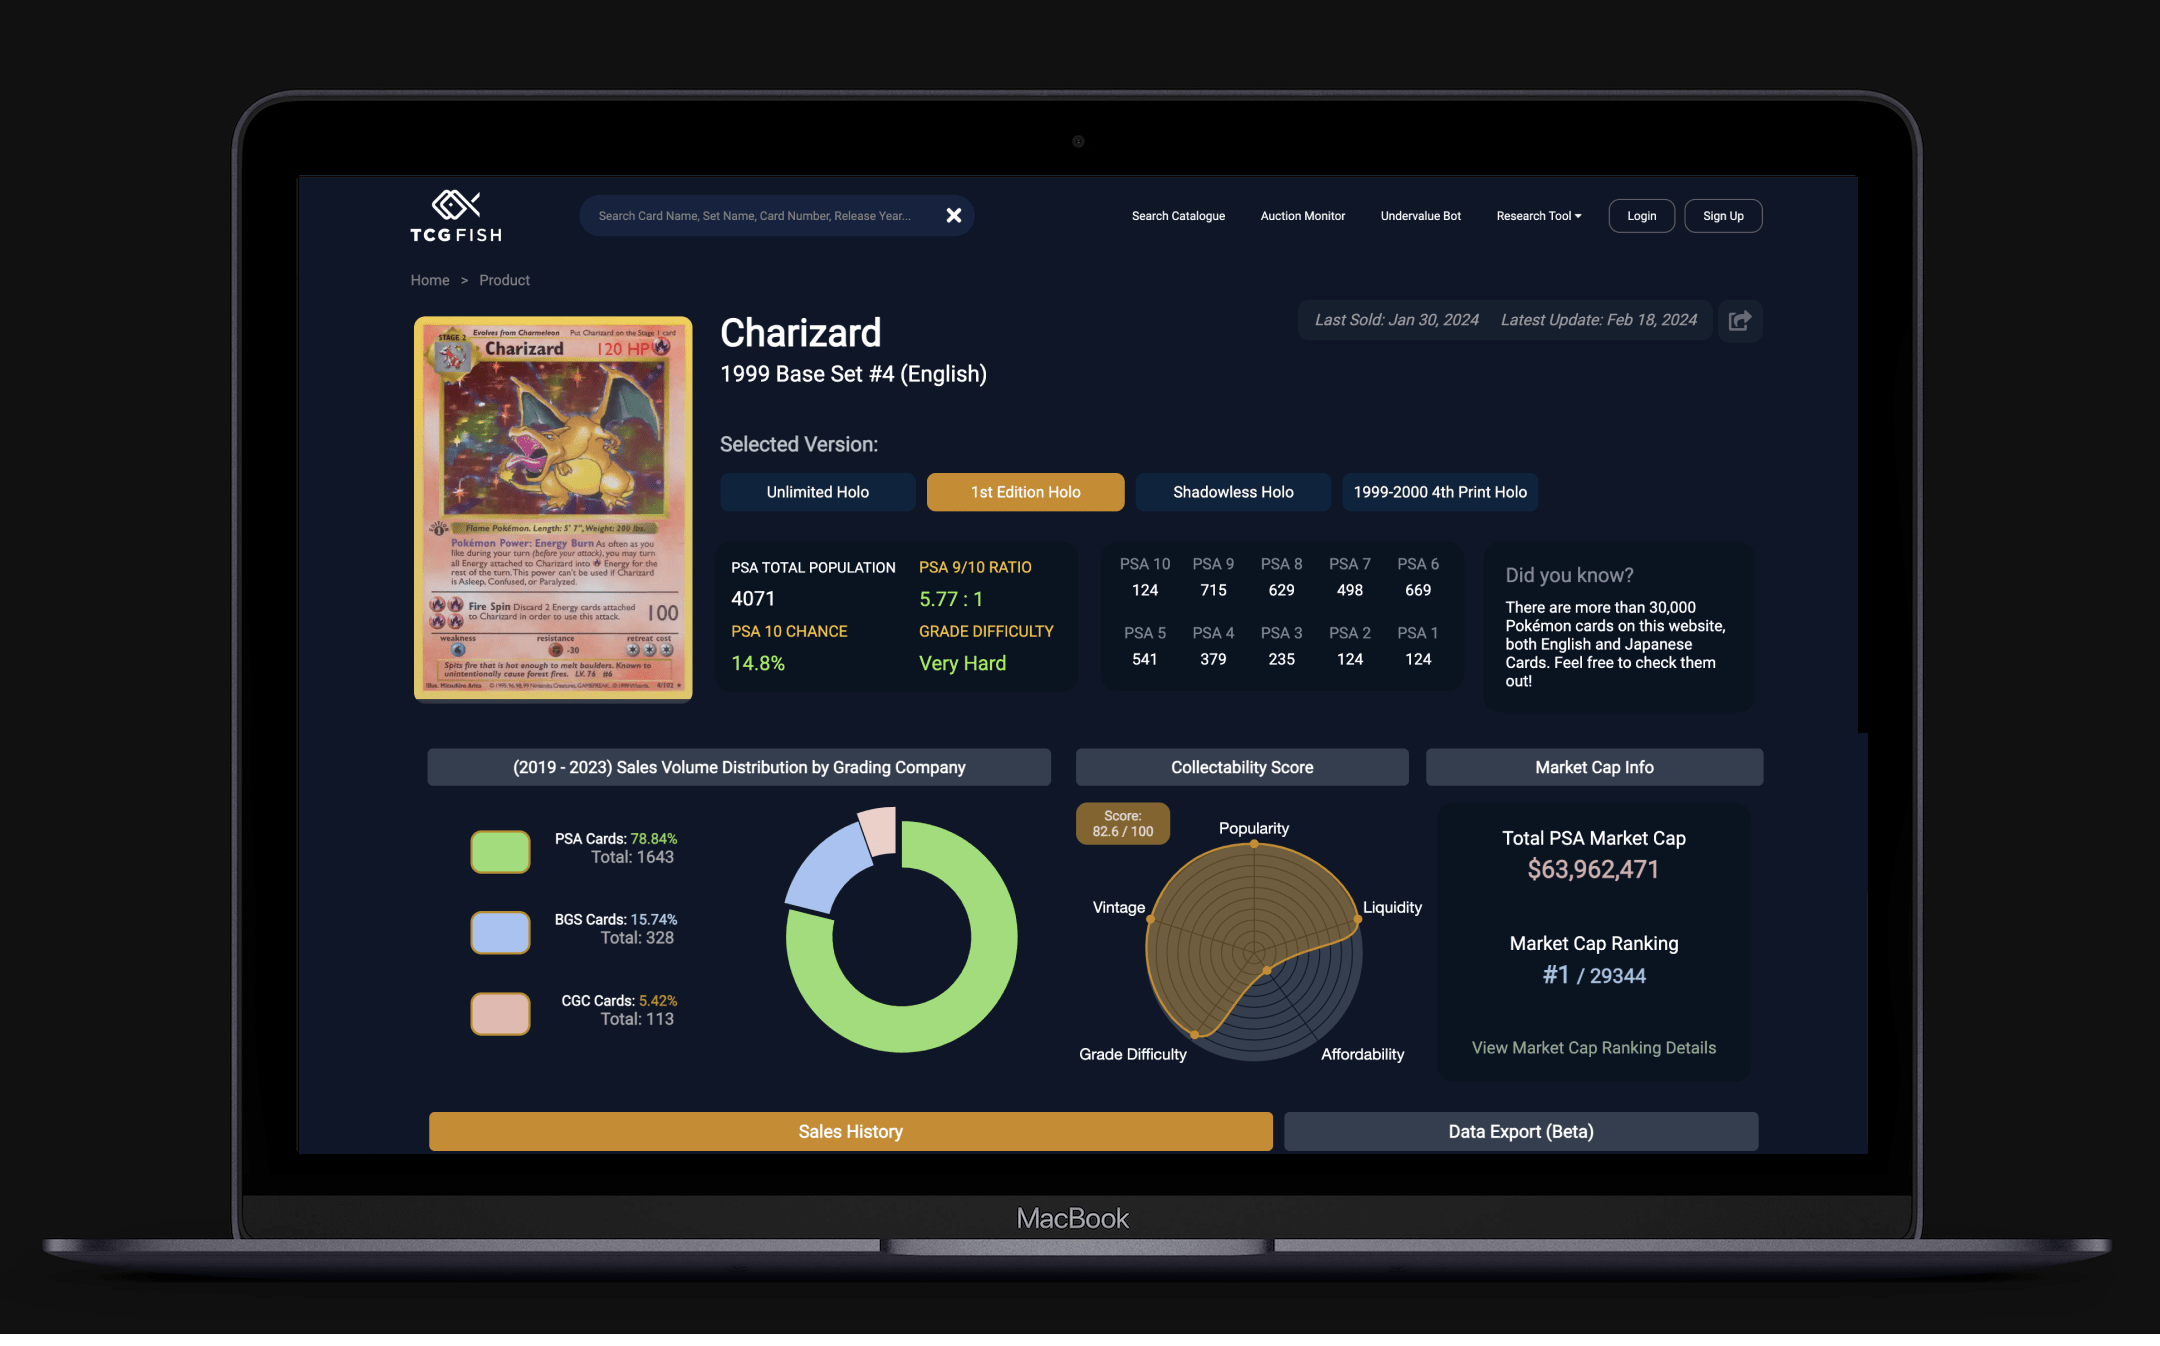 TCGFISH
Search Card Name, Set Name, Card Number, Release Year...
Search Catalogue
Auction Monitor
Undervalue Bot
Research Tool
Login
Sign Up
Home > Product
Evolves from Charmeleon Put Charizard on the Stage 1 card
STAGE 2
Charizard 120 HP
Flame Pokémon. Length: 5' 7", Weight: 200 lbs.
Pokémon Power: Energy Burn As often as you
like during your turn (before your attack), you may turn
all Energy attached to Charizard into Energy for the
rest of the turn. This power can't be used if Charizard
is Asleep, Confused, or Paralyzed.
Fire Spin Discard 2 Energy cards attached
to Charizard in order to use this attack.
100
weakness resistance retreat cost
-30
Spits fire that is hot enough to melt boulders. Known to
unintentionally cause forest fires. LV. 76 #6
Illus. Mitsuhiro Arita 4/102
Charizard
1999 Base Set #4 (English)
Last Sold: Jan 30, 2024 Latest Update: Feb 18, 2024
Selected Version:
Unlimited Holo
1st Edition Holo
Shadowless Holo
1999-2000 4th Print Holo
PSA TOTAL POPULATION
4071
PSA 9/10 RATIO
5.77 : 1
PSA 10 CHANCE
14.8%
GRADE DIFFICULTY
Very Hard
PSA 10 PSA 9 PSA 8 PSA 7 PSA 6
124 715 629 498 669
PSA 5 PSA 4 PSA 3 PSA 2 PSA 1
541 379 235 124 124
Did you know?
There are more than 30,000
Pokémon cards on this website,
both English and Japanese
Cards. Feel free to check them
out!
(2019 - 2023) Sales Volume Distribution by Grading Company
PSA Cards: 78.84%
Total: 1643
BGS Cards: 15.74%
Total: 328
CGC Cards: 5.42%
Total: 113
Collectability Score
Score:
82.6 / 100
Popularity
Vintage
Liquidity
Grade Difficulty
Affordability
Market Cap Info
Total PSA Market Cap
$63,962,471
Market Cap Ranking
#1 / 29344
View Market Cap Ranking Details
Sales History
Data Export (Beta)
MacBook